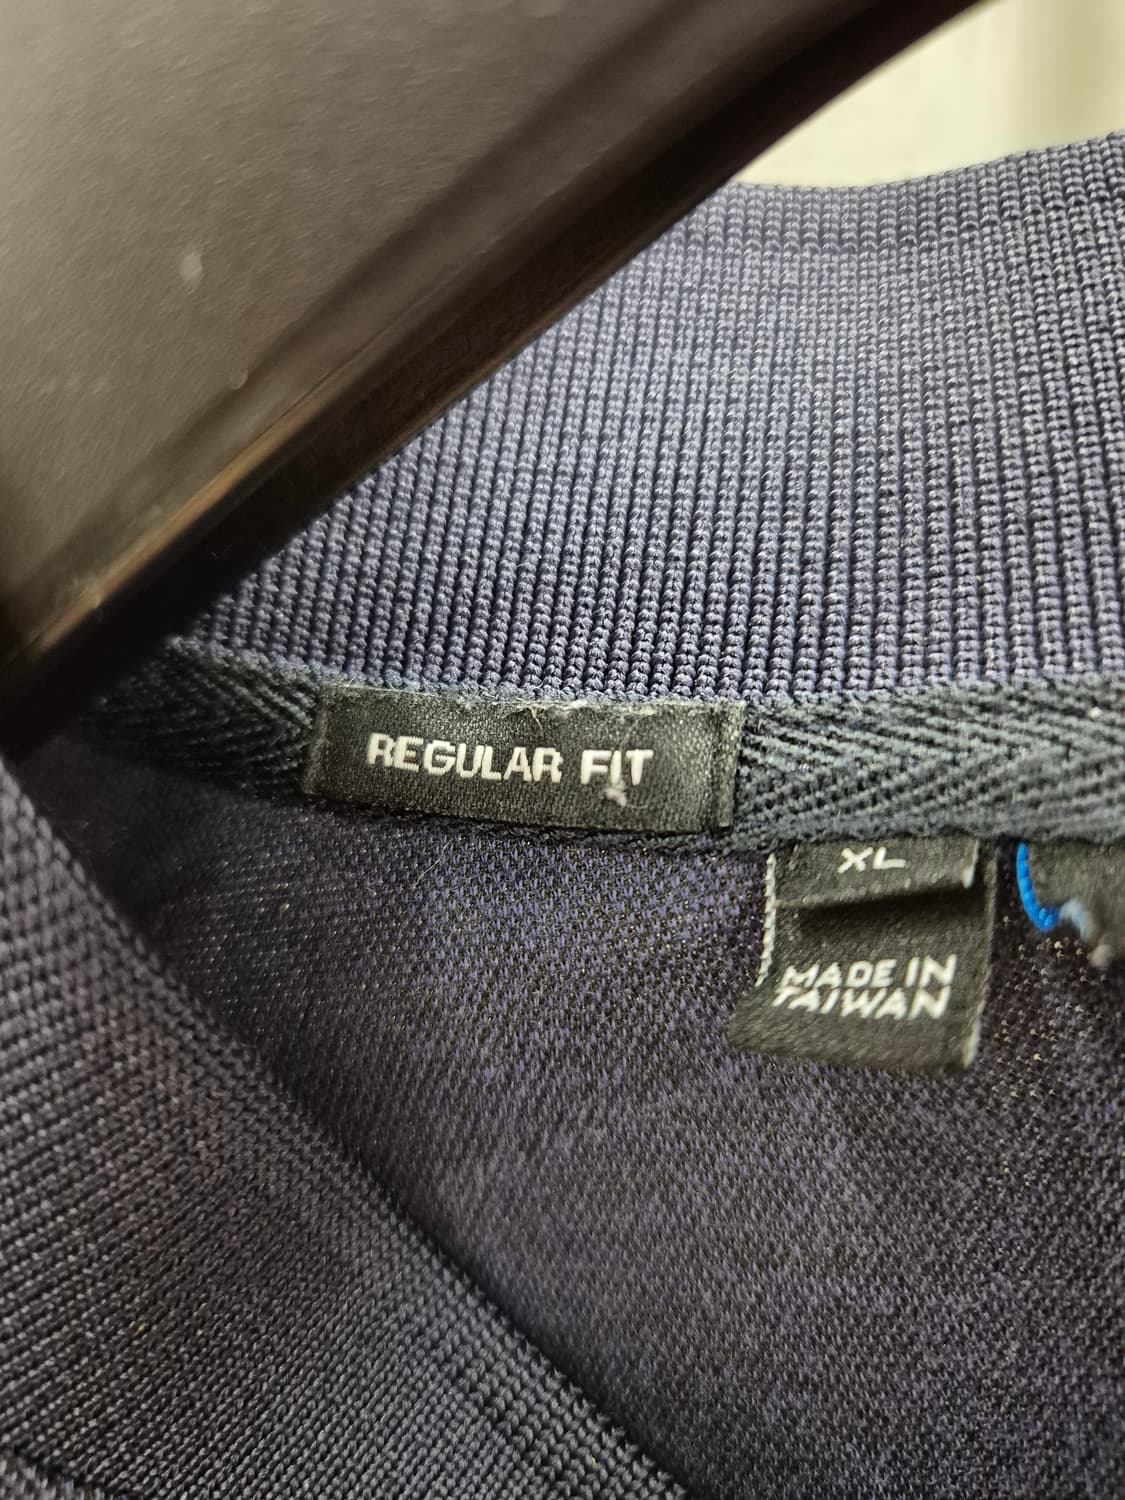 REGULAR FIT
XL
MADE IN
TAIWAN